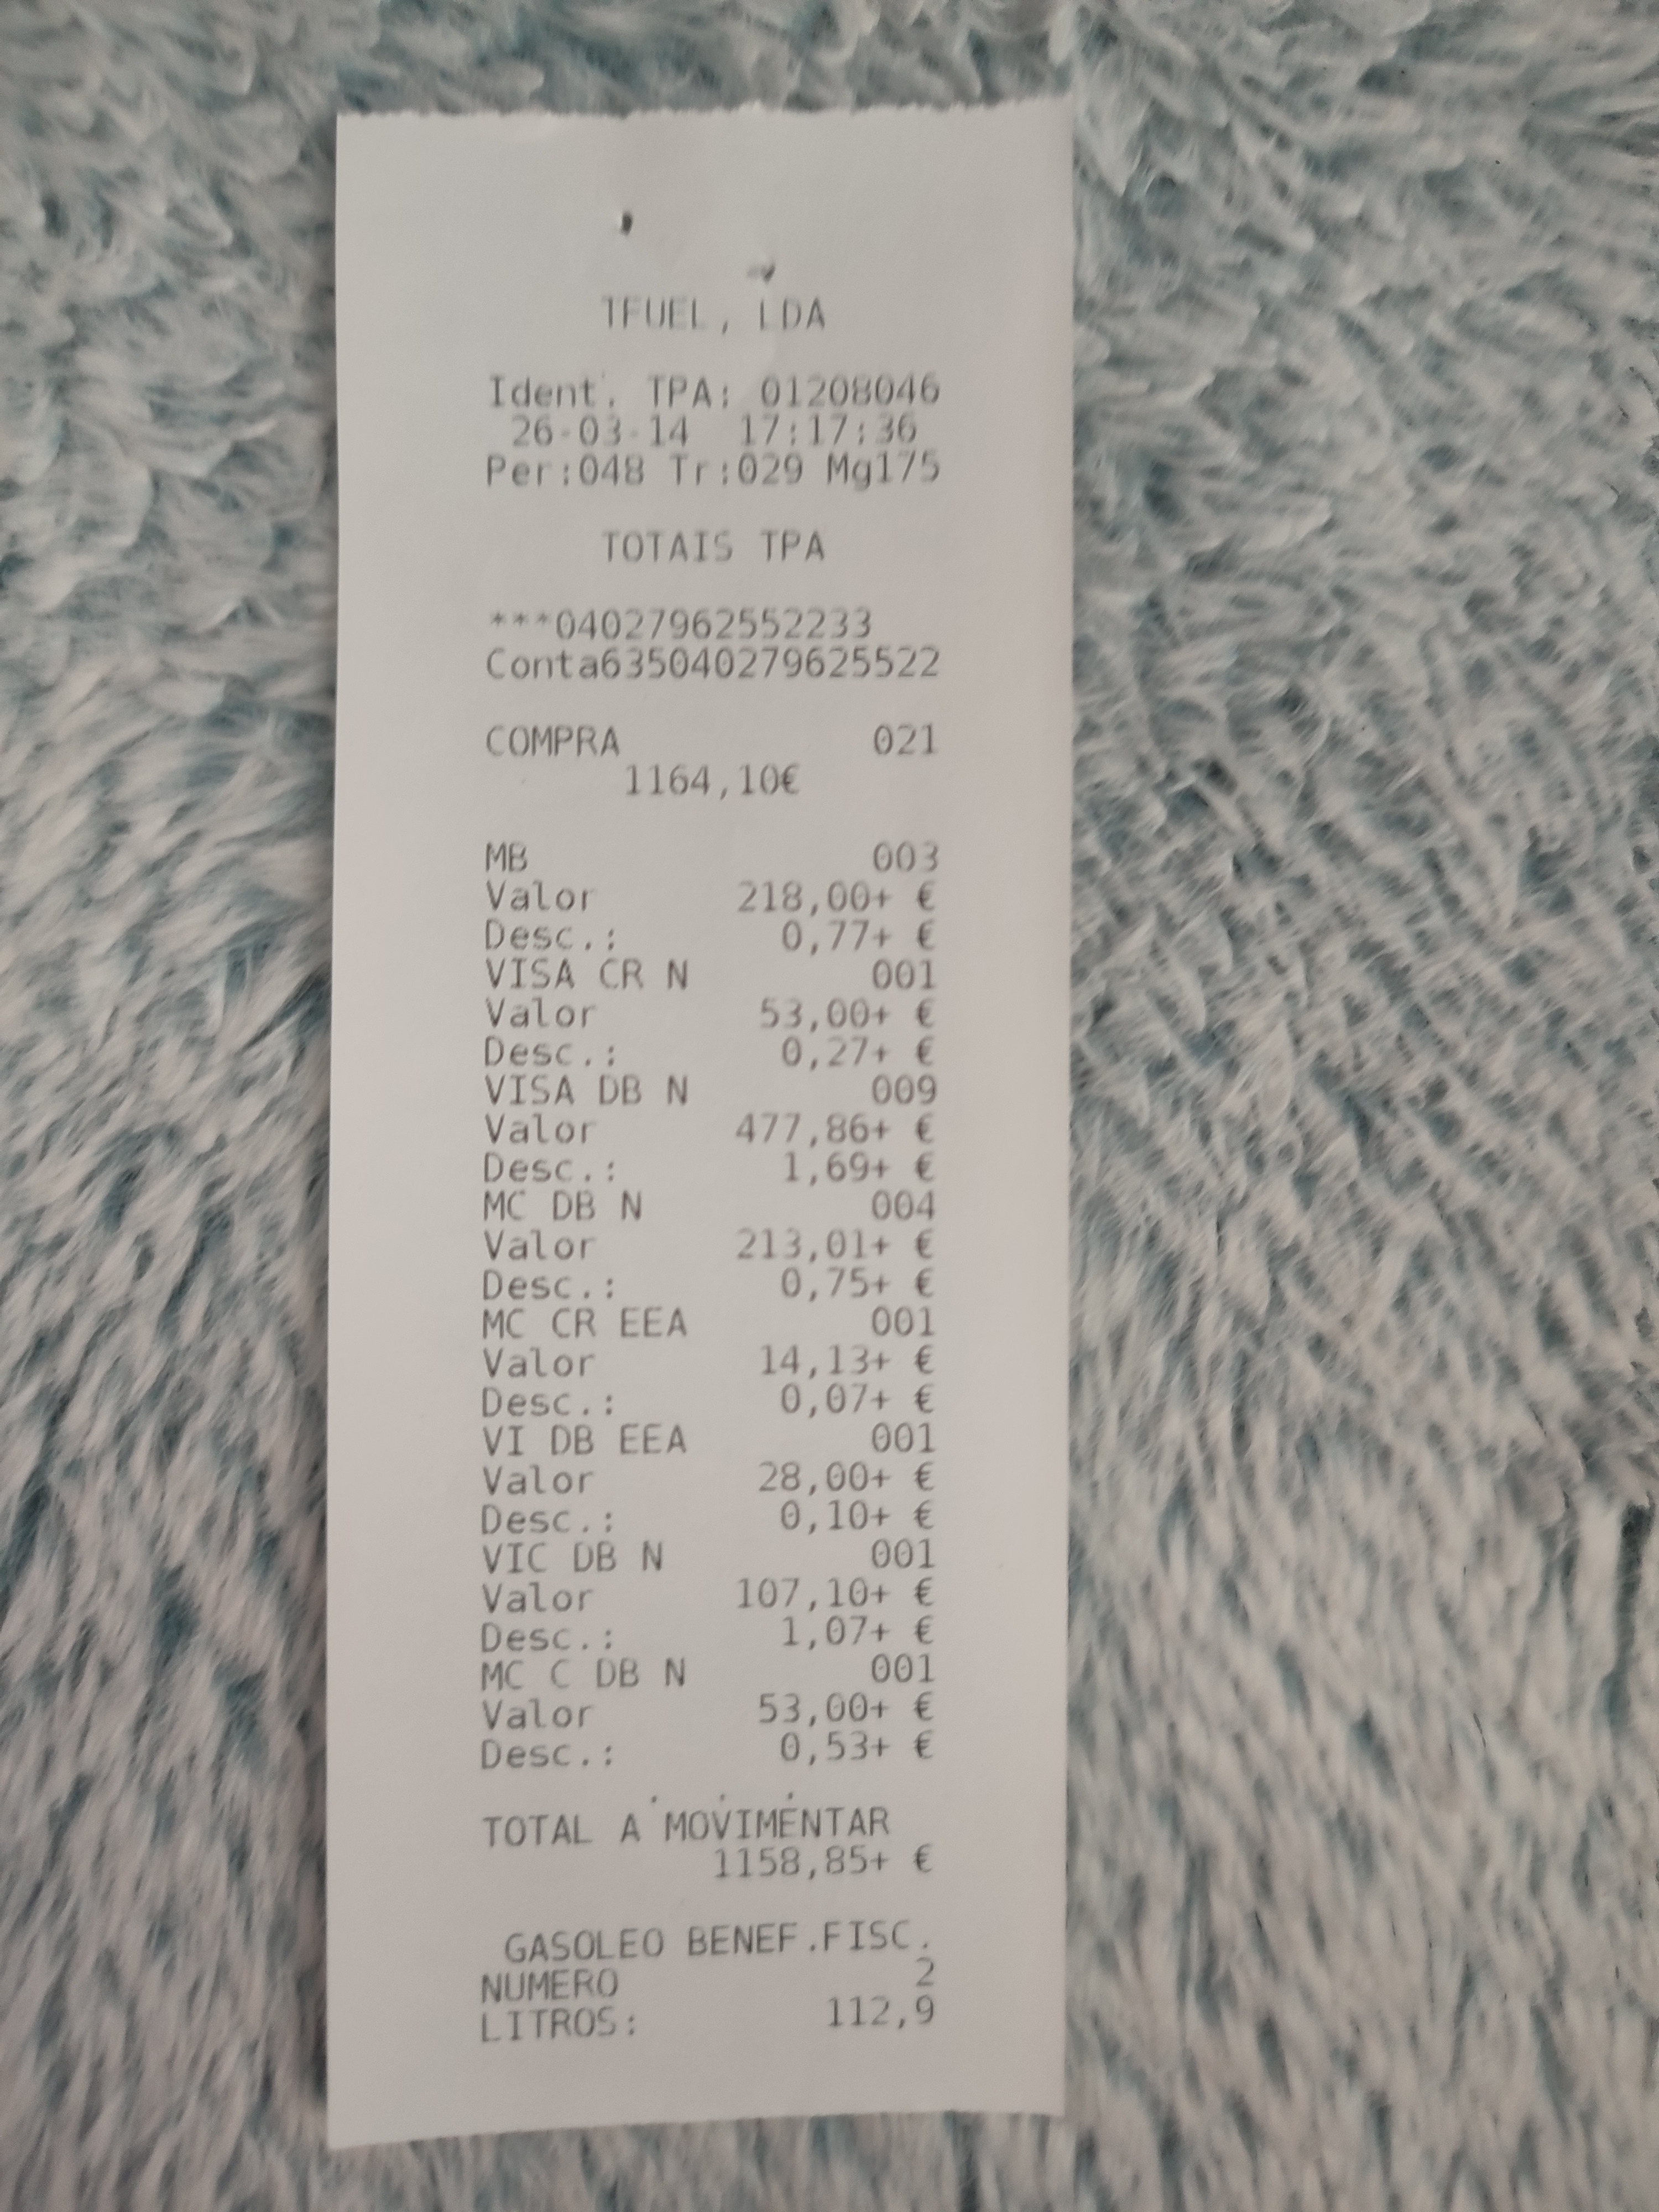 TFUEL, LDA
Ident. TPA: 01208046
26-03-14 17:17:36
Per:048 Tr:029 Mg175
TOTAIS TPA
***04027962552233
Conta635040279625522
COMPRA 021
1164,10€
MB 003
Valor 218,00+ €
Desc.: 0,77+ €
VISA CR N 001
Valor 53,00+ €
Desc.: 0,27+ €
VISA DB N 009
Valor 477,86+ €
Desc.: 1,69+ €
MC DB N 004
Valor 213,01+ €
Desc.: 0,75+ €
MC CR EEA 001
Valor 14,13+ €
Desc.: 0,07+ €
VI DB EEA 001
Valor 28,00+ €
Desc.: 0,10+ €
VIC DB N 001
Valor 107,10+ €
Desc.: 1,07+ €
MC C DB N 001
Valor 53,00+ €
Desc.: 0,53+ €
TOTAL A MOVIMENTAR
1158,85+ €
GASOLEO BENEF.FISC.
NUMERO 2
LITROS: 112,9